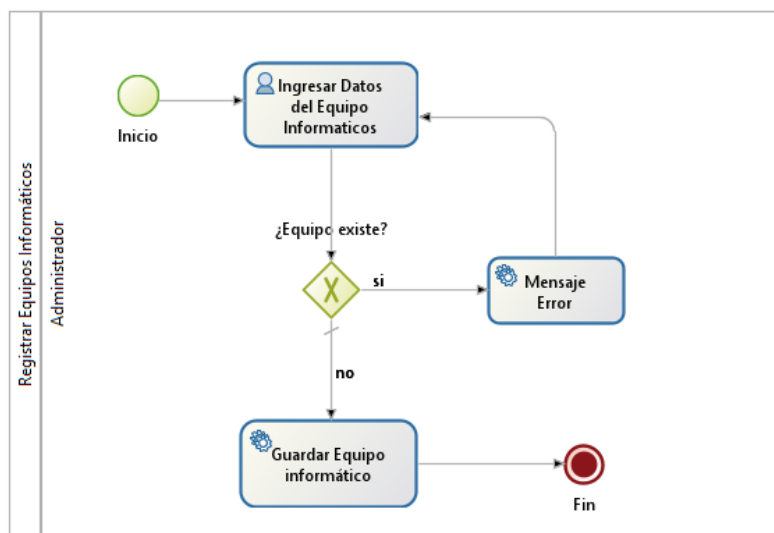 Registrar Equipos Informáticos
Administrador
Inicio
Ingresar Datos
del Equipo
Informaticos
¿Equipo existe?
si
Mensaje
Error
no
Guardar Equipo
informático
Fin